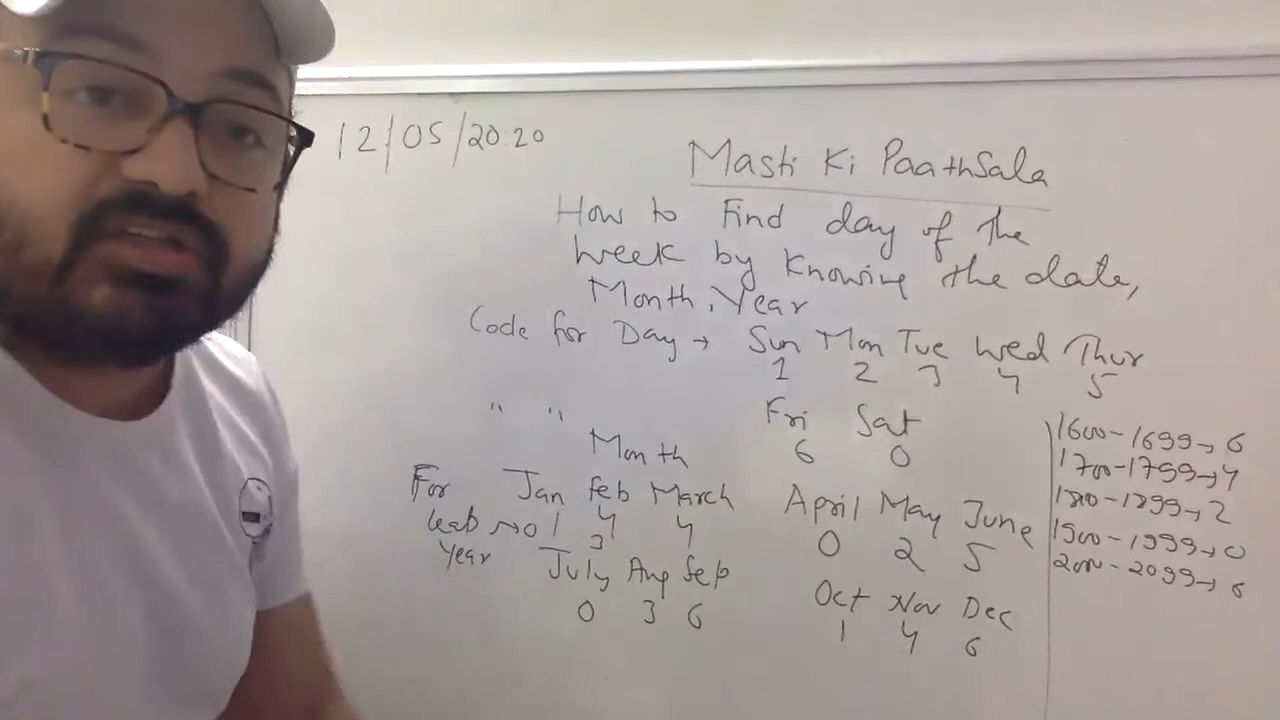 12/05/2020
Masti Ki PaathSala
How to Find day of the
week by Knowing the date,
Month, Year
Code for Day → Sun Mon Tue Wed Thur
1 2 3 4 5
" " Fri Sat
Month 6 0
For Jan Feb March April May June
leab → 0 1 4 4 0 2 5
Year 3
July Aug Sep Oct Nov Dec
0 3 6 1 4 6
1600-1699→6
1700-1799→4
1800-1899→2
1900-1999→0
2000-2099→6